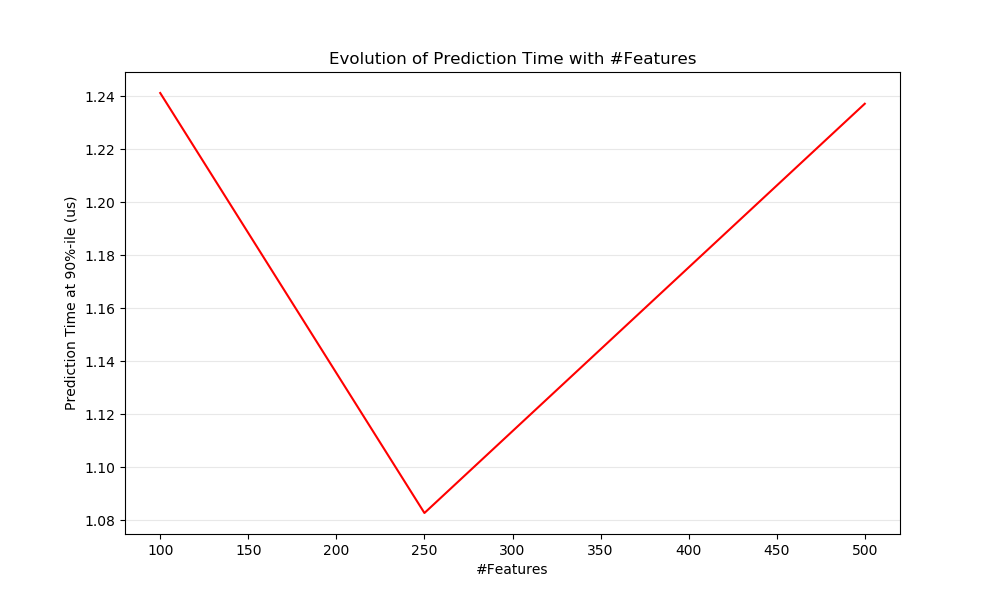 Evolution of Prediction Time with #Features
Prediction Time at 90%-ile (us)
1.24
1.22
1.20
1.18
1.16
1.14
1.12
1.10
1.08
100 150 200 250 300 350 400 450 500
#Features